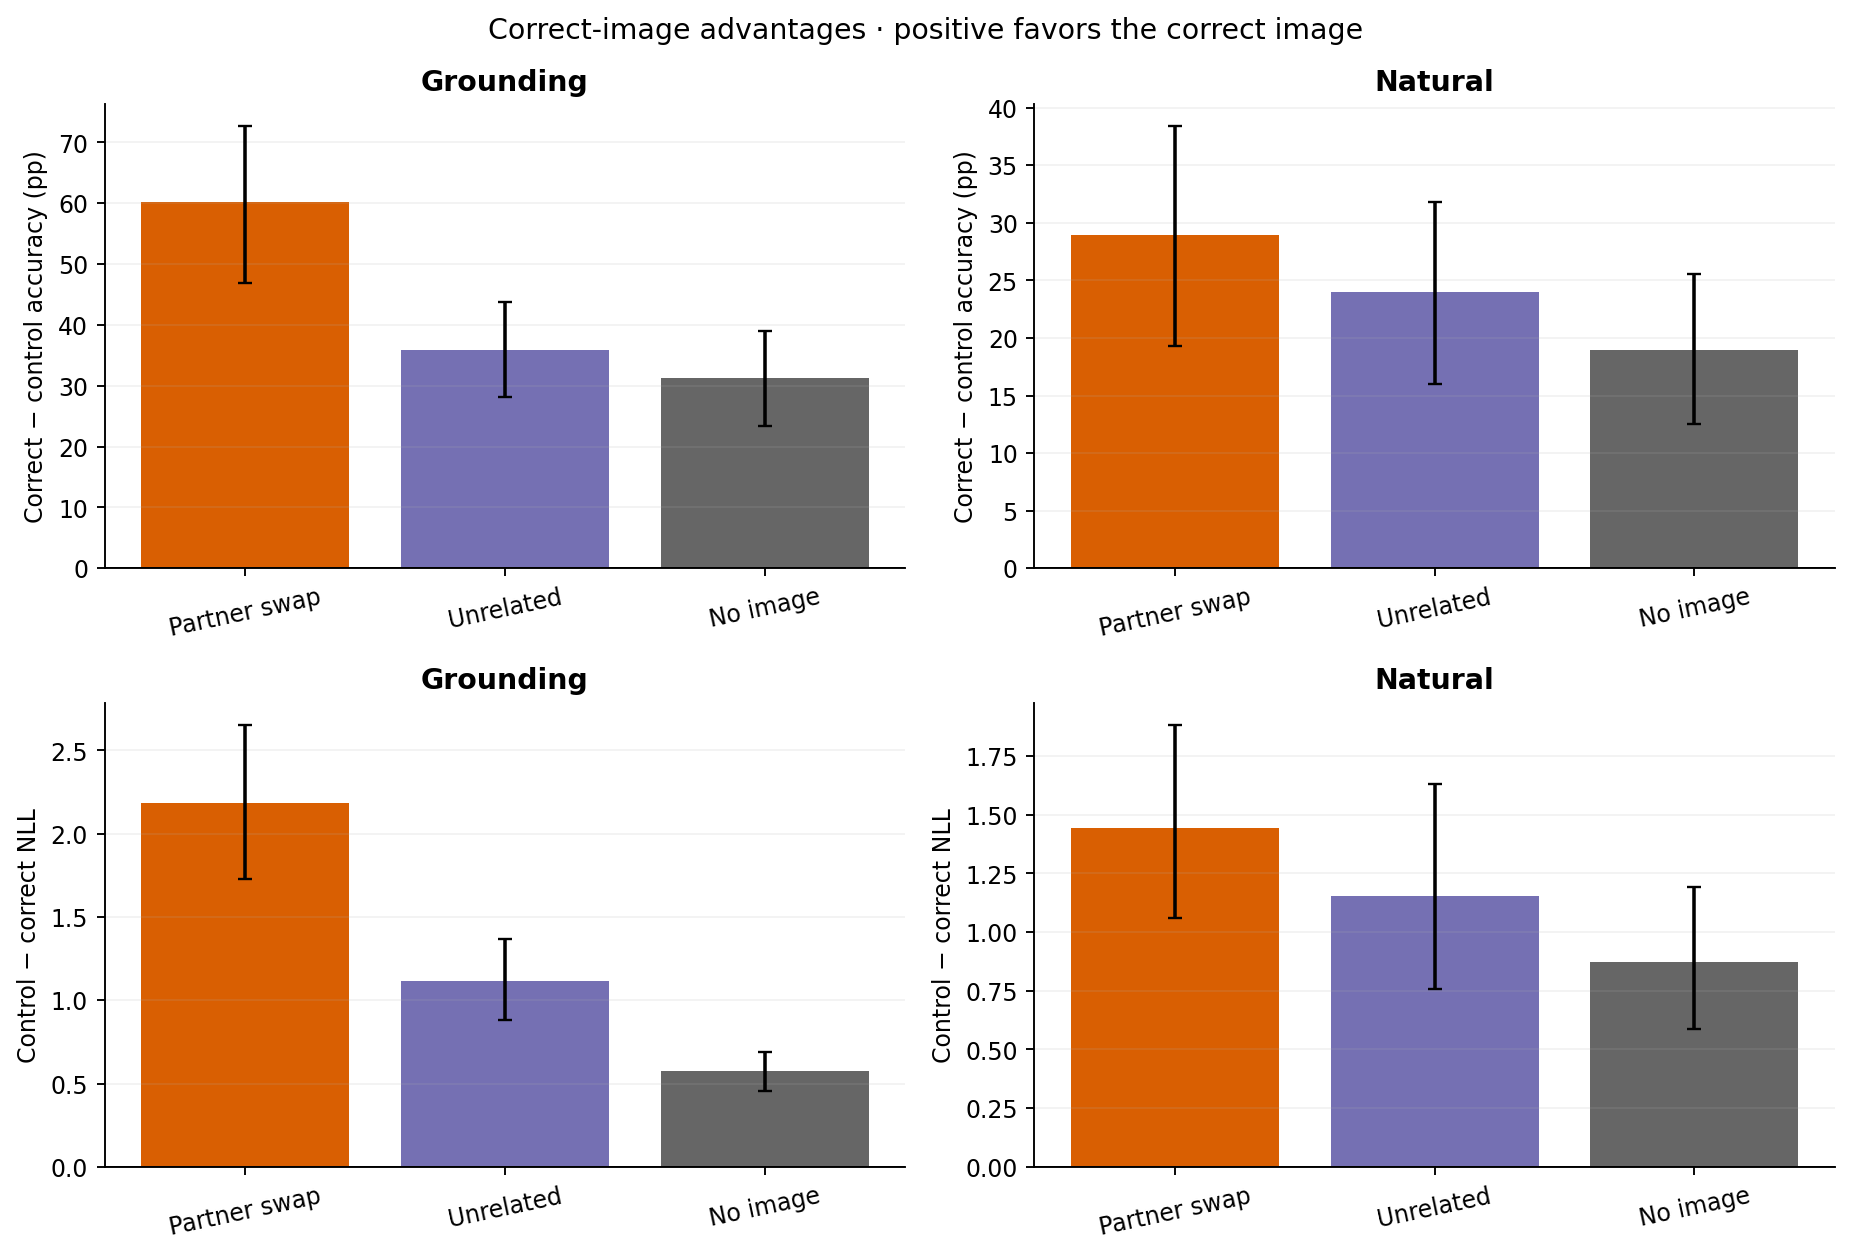 Correct-image advantages · positive favors the correct image
Grounding
Correct − control accuracy (pp)
70
60
50
40
30
20
10
0
Partner swap
Unrelated
No image
Natural
Correct − control accuracy (pp)
40
35
30
25
20
15
10
5
0
Partner swap
Unrelated
No image
Grounding
Control − correct NLL
2.5
2.0
1.5
1.0
0.5
0.0
Partner swap
Unrelated
No image
Natural
Control − correct NLL
1.75
1.50
1.25
1.00
0.75
0.50
0.25
0.00
Partner swap
Unrelated
No image